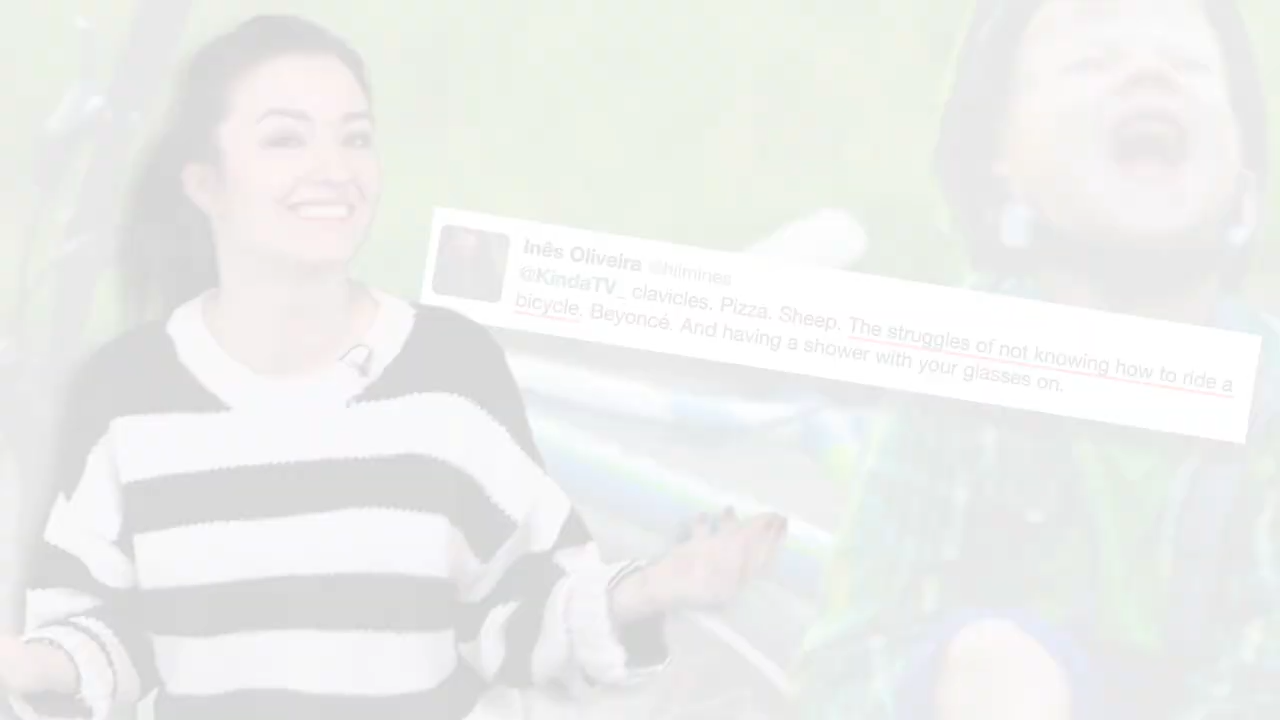 Inês Oliveira @hiimines
@KindaTV_ clavicles. Pizza. Sheep. The struggles of not knowing how to ride a
bicycle. Beyoncé. And having a shower with your glasses on.